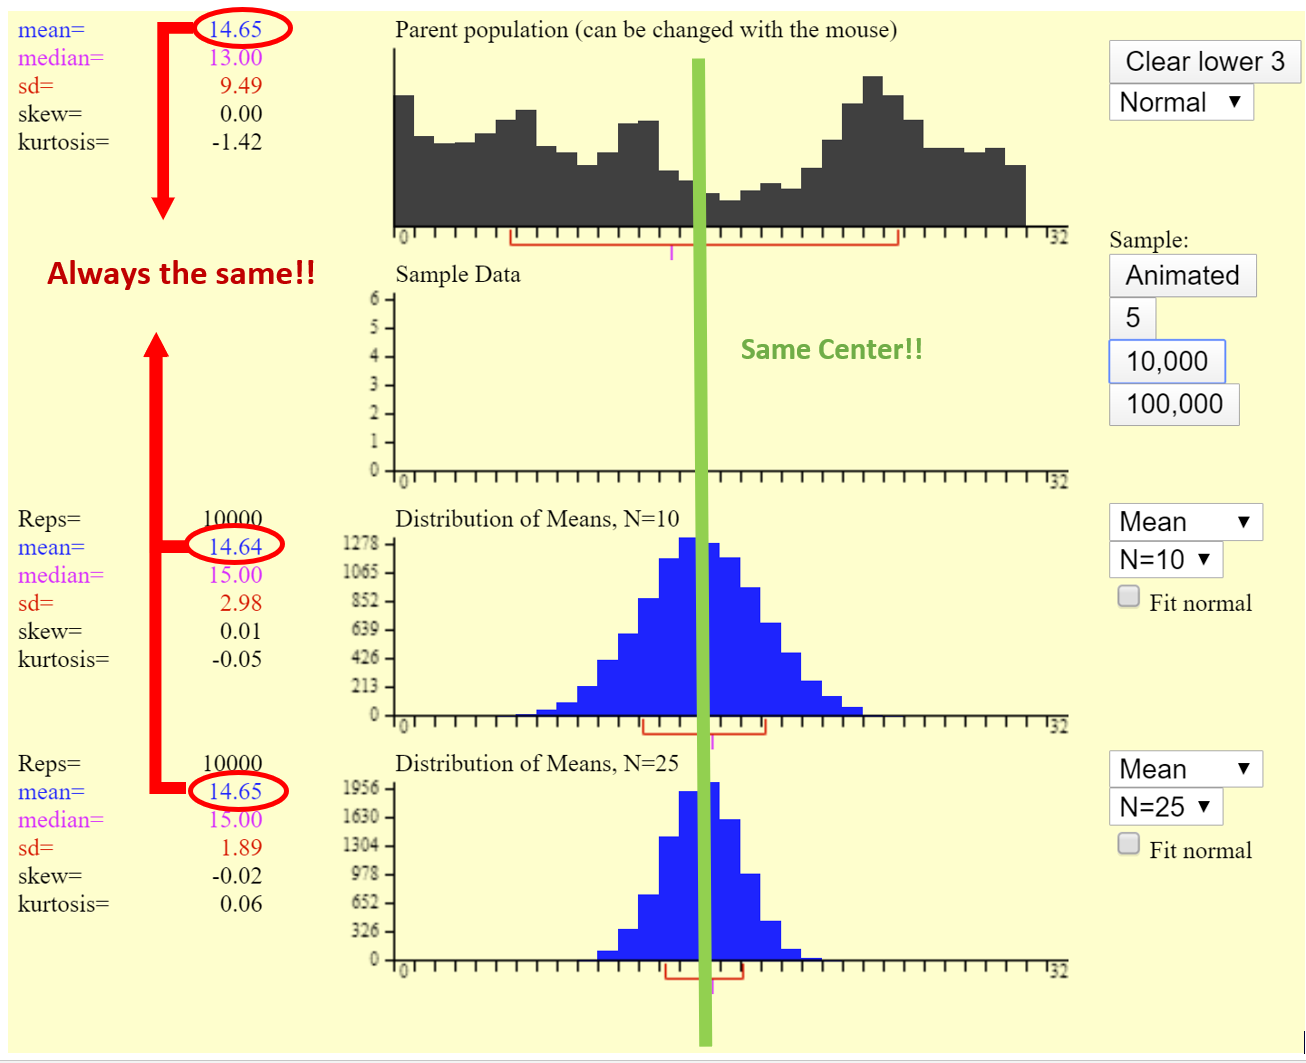 mean= 14.65
median= 13.00
sd= 9.49
skew= 0.00
kurtosis= -1.42
Parent population (can be changed with the mouse)
0 32
Clear lower 3
Normal
Always the same!!
Sample Data
6
5
4
3
2
1
0
0 32
Same Center!!
Sample:
Animated
5
10,000
100,000
Reps= 10000
mean= 14.64
median= 15.00
sd= 2.98
skew= 0.01
kurtosis= -0.05
Distribution of Means, N=10
1278
1065
852
639
426
213
0
0 32
Mean
N=10
Fit normal
Reps= 10000
mean= 14.65
median= 15.00
sd= 1.89
skew= -0.02
kurtosis= 0.06
Distribution of Means, N=25
1956
1630
1304
978
652
326
0
0 32
Mean
N=25
Fit normal